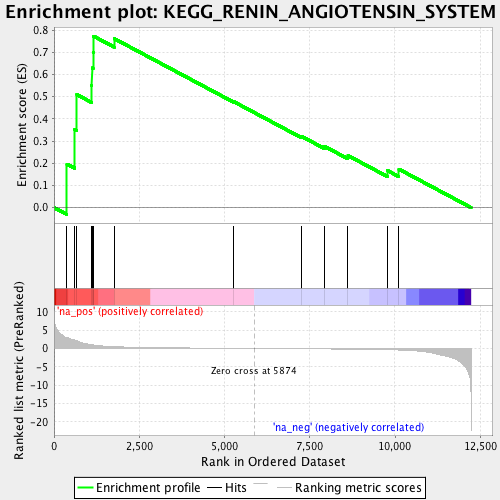 Enrichment plot: KEGG_RENIN_ANGIOTENSIN_SYSTEM
Enrichment score (ES)
0.8
0.7
0.6
0.5
0.4
0.3
0.2
0.1
0.0
'na_pos' (positively correlated)
Ranked list metric (PreRanked)
10
5
0
-5
-10
-15
-20
Zero cross at 5874
'na_neg' (negatively correlated)
0
2,500
5,000
7,500
10,000
12,500
Rank in Ordered Dataset
Enrichment profile
Hits
Ranking metric scores